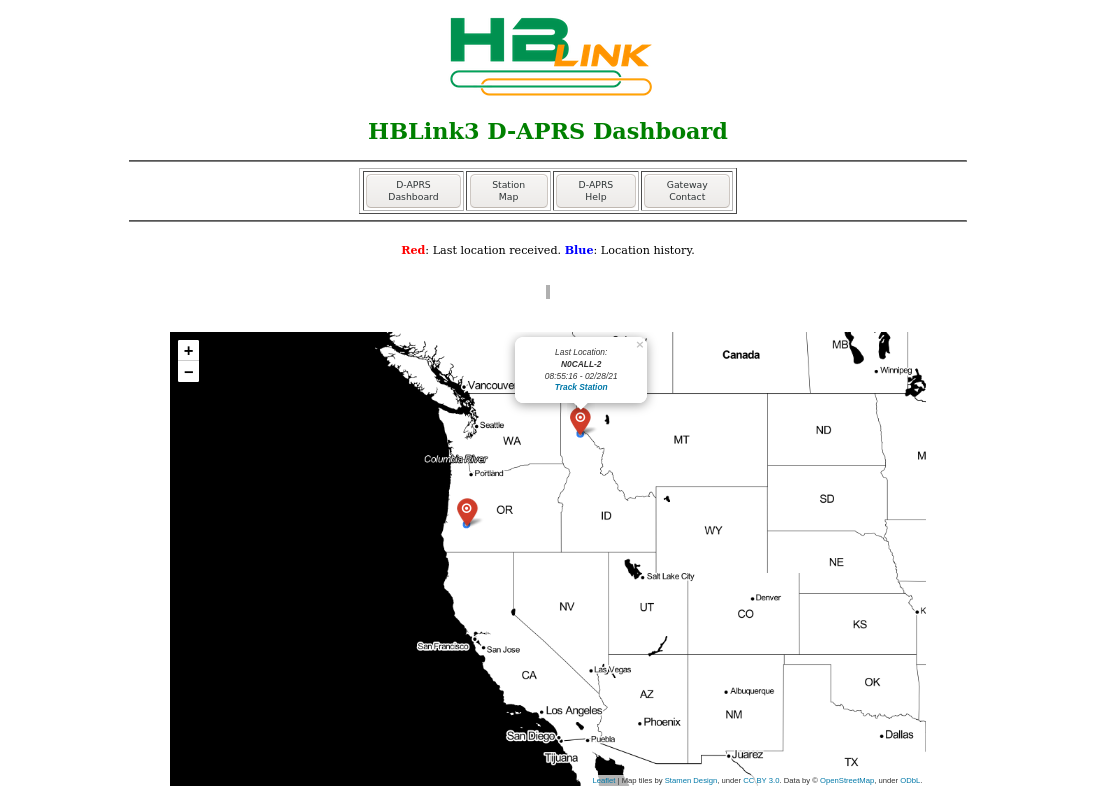 HBLINK
HBLink3 D-APRS Dashboard
D-APRS
Dashboard
Station
Map
D-APRS
Help
Gateway
Contact
Red: Last location received. Blue: Location history.
+
−
×
Last Location:
N0CALL-2
08:55:16 - 02/28/21
Track Station
Canada
MB
Winnipeg
Vancouve
Seattle
WA
MT
ND
M
Columbia River
Portland
OR
ID
SD
WY
NE
Salt Lake City
Denver
NV
UT
CO
K
KS
San Francisco
San Jose
CA
Las Vegas
AZ
Albuquerque
OK
Los Angeles
NM
Phoenix
San Diego
Puebla
Dallas
Tijuana
Juarez
TX
Leaflet | Map tiles by Stamen Design, under CC BY 3.0. Data by © OpenStreetMap, under ODbL.